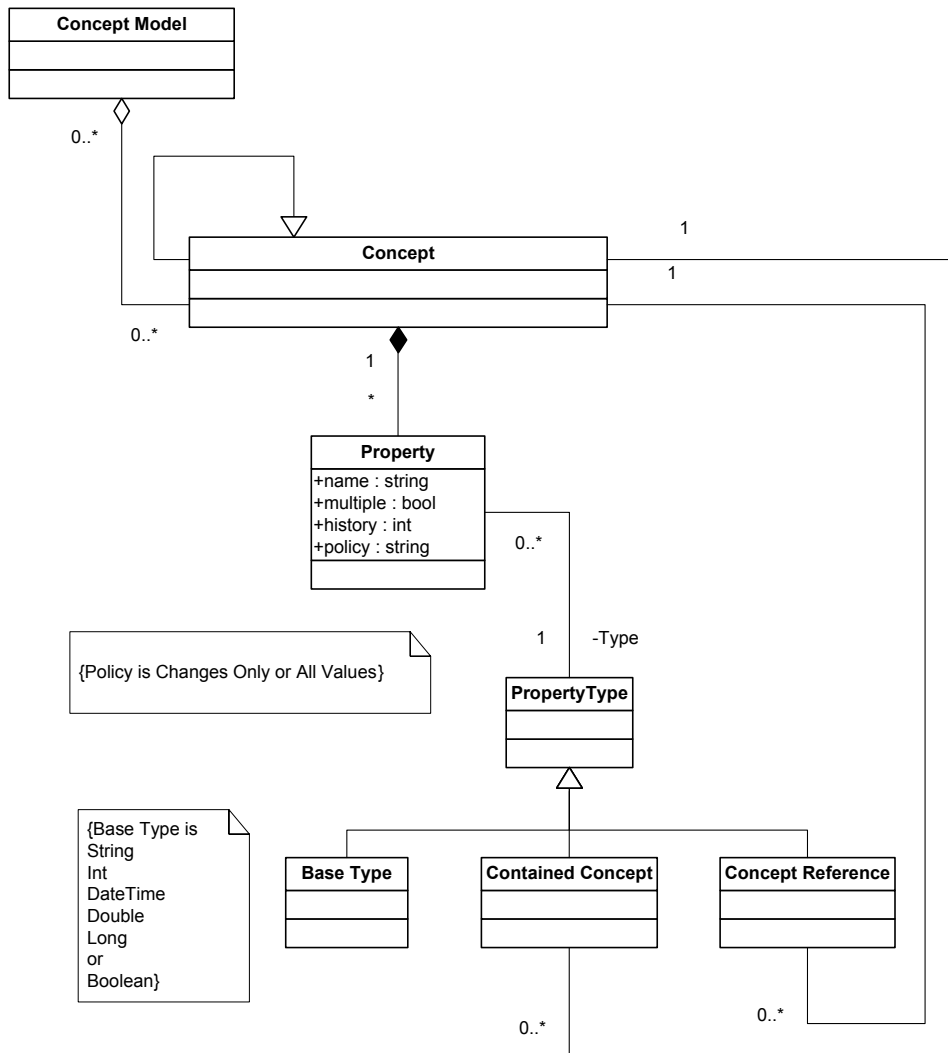 Concept Model
0..*
1
Concept
1
0..*
1
*
Property
+name : string
+multiple : bool
+history : int
+policy : string
0..*
1
-Type
{Policy is Changes Only or All Values}
PropertyType
{Base Type is
String
Int
DateTime
Double
Long
or
Boolean}
Base Type
Contained Concept
Concept Reference
0..*
0..*